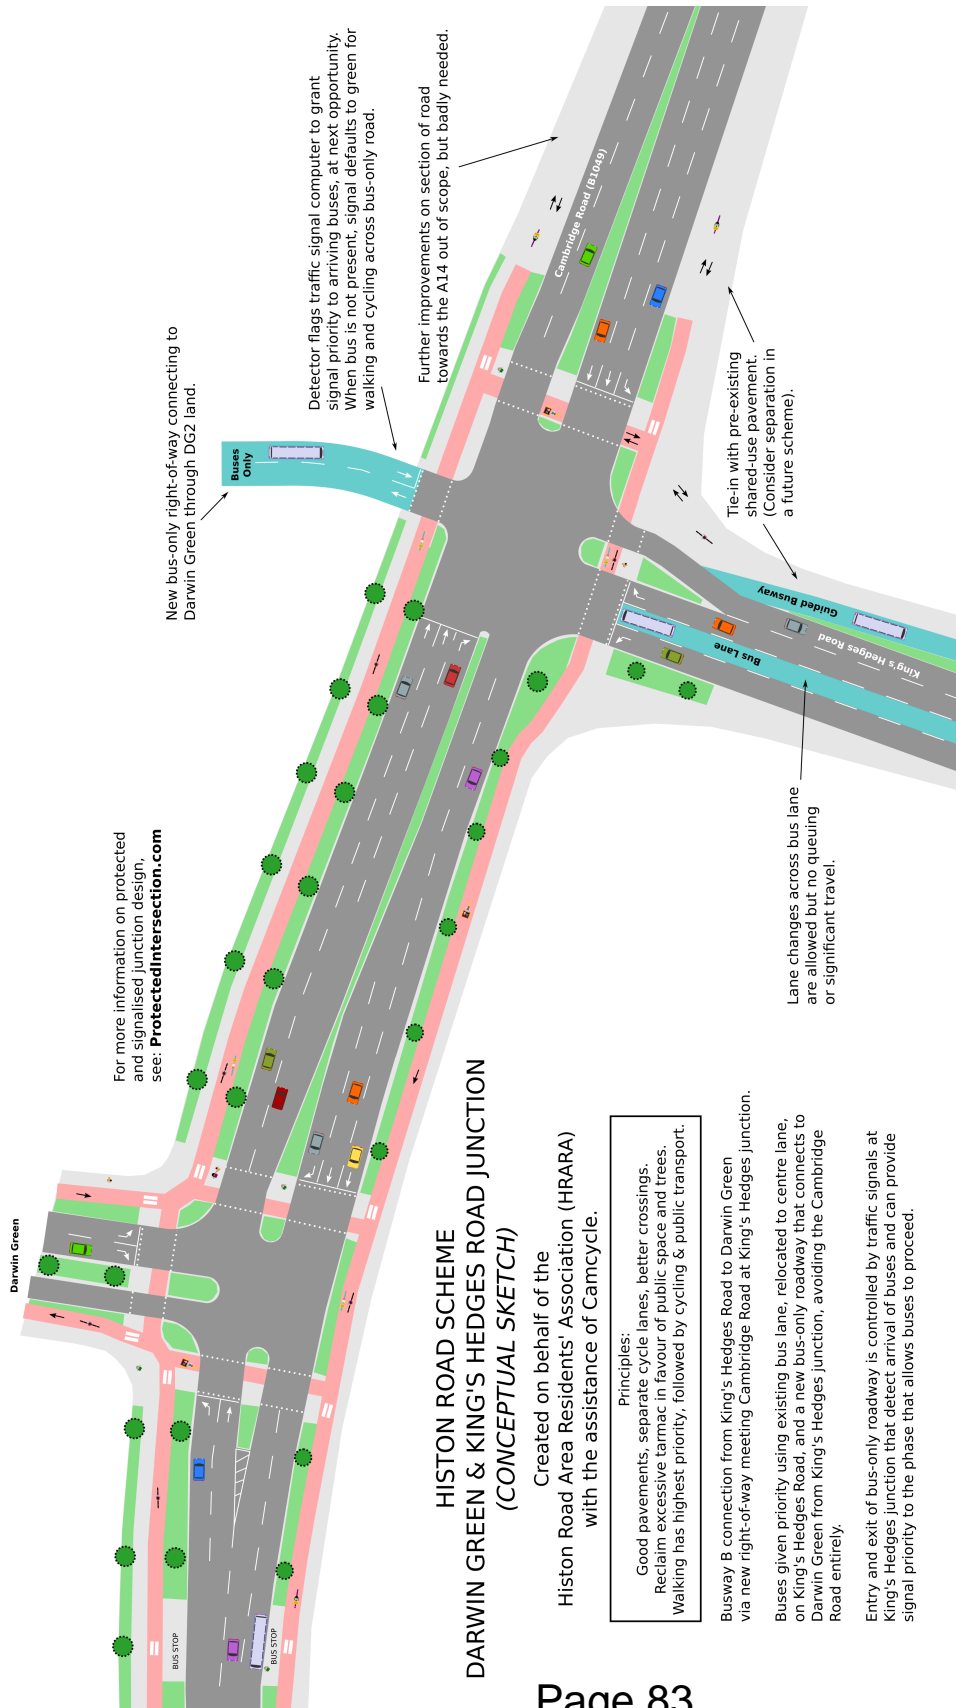 HISTON ROAD SCHEME
DARWIN GREEN & KING'S HEDGES ROAD JUNCTION
(CONCEPTUAL SKETCH)
Created on behalf of the
Histon Road Area Residents' Association (HRARA)
with the assistance of Camcycle.
Principles:
Good pavements, separate cycle lanes, better crossings.
Reclaim excessive tarmac in favour of public space and trees.
Walking has highest priority, followed by cycling & public transport.
Busway B connection from King's Hedges Road to Darwin Green
via new right-of-way meeting Cambridge Road at King's Hedges junction.
Buses given priority using existing bus lane, relocated to centre lane,
on King's Hedges Road, and a new bus-only roadway that connects to
Darwin Green from King's Hedges junction, avoiding the Cambridge
Road entirely.
Entry and exit of bus-only roadway is controlled by traffic signals at
King's Hedges junction that detect arrival of buses and can provide
signal priority to the phase that allows buses to proceed.
Darwin Green
BUS STOP
BUS STOP
For more information on protected
and signalised junction design,
see: ProtectedIntersection.com
New bus-only right-of-way connecting to
Darwin Green through DG2 land.
Buses
Only
Detector flags traffic signal computer to grant
signal priority to arriving buses, at next opportunity.
When bus is not present, signal defaults to green for
walking and cycling across bus-only road.
Further improvements on section of road
towards the A14 out of scope, but badly needed.
Cambridge Road (B1049)
Tie-in with pre-existing
shared-use pavement.
(Consider separation in
a future scheme).
Guided Busway
King's Hedges Road
Bus Lane
Lane changes across bus lane
are allowed but no queuing
or significant travel.
Page 83